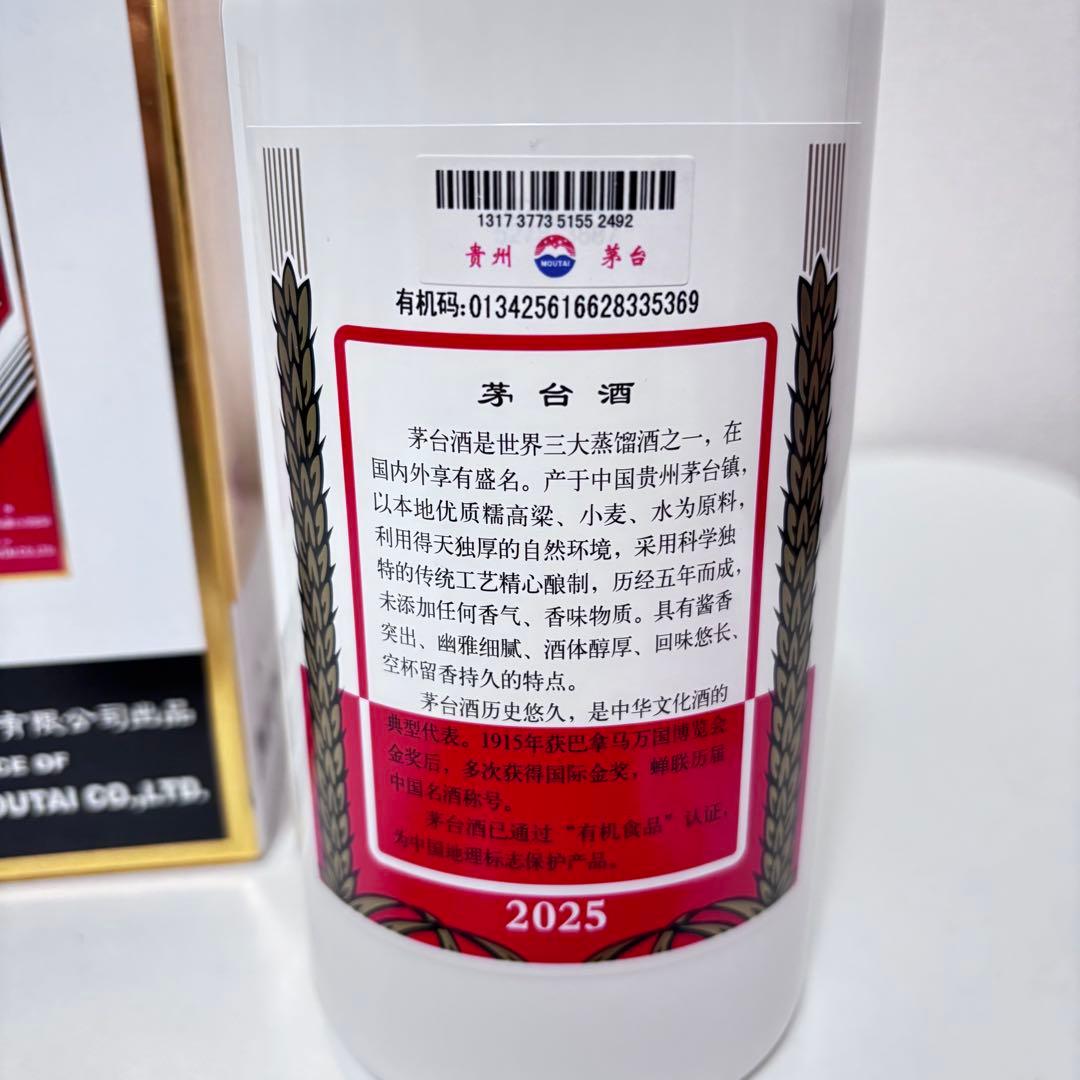 1317 3773 5155 2492
贵州 MOUTAI 茅台
有机码:01342561662833​5369
茅台酒
茅台酒是世界三大蒸馏酒之一，在
国内外享有盛名。产于中国贵州茅台镇，
以本地优质糯高粱、小麦、水为原料，
利用得天独厚的自然环境，采用科学独
特的传统工艺精心酿制，历经五年而成，
未添加任何香气、香味物质。具有酱香
突出、幽雅细腻、酒体醇厚、回味悠长、
空杯留香持久的特点。
茅台酒历史悠久，是中华文化酒的
典型代表。1915年获巴拿马万国博览会
金奖后，多次获得国际金奖，蝉联历届
中国名酒称号。
茅台酒已通过“有机食品”认证，
为中国地理标志保护产品。
2025
有限公司出品
CE OF
OUTAI CO.,LTD.